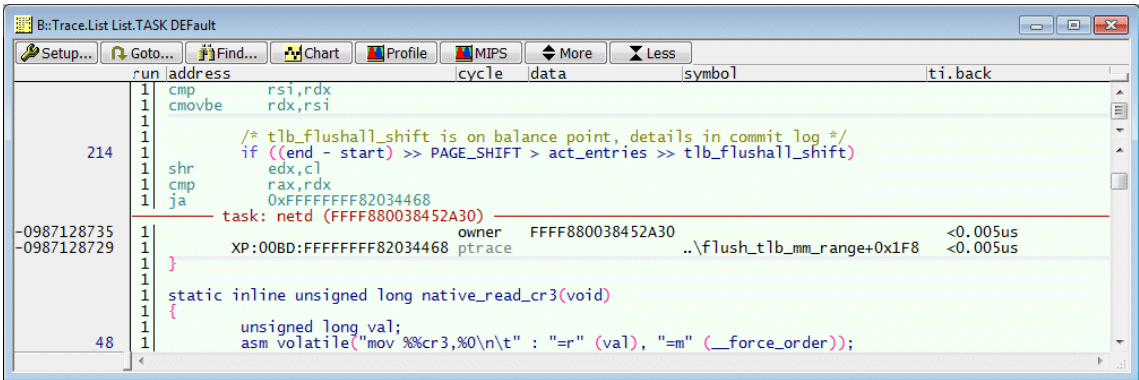 B::Trace.List List.TASK DEFault
Setup... Goto... Find... Chart Profile MIPS More Less
run address cycle data symbol ti.back
1 cmp rsi,rdx
1 cmovbe rdx,rsi
1
1 /* tlb_flushall_shift is on balance point, details in commit log */
214 1 if ((end - start) >> PAGE_SHIFT > act_entries >> tlb_flushall_shift)
1 shr edx,cl
1 cmp rax,rdx
1 ja 0xFFFFFFFF82034468
task: netd (FFFF880038452A30)
-0987128735 1 owner FFFF880038452A30 <0.005us
-0987128729 1 XP:00BD:FFFFFFFF82034468 ptrace ..\flush_tlb_mm_range+0x1F8 <0.005us
1 }
1
1 static inline unsigned long native_read_cr3(void)
1 {
1 unsigned long val;
48 1 asm volatile("mov %%cr3,%0\n\t" : "=r" (val), "=m" (__force_order));